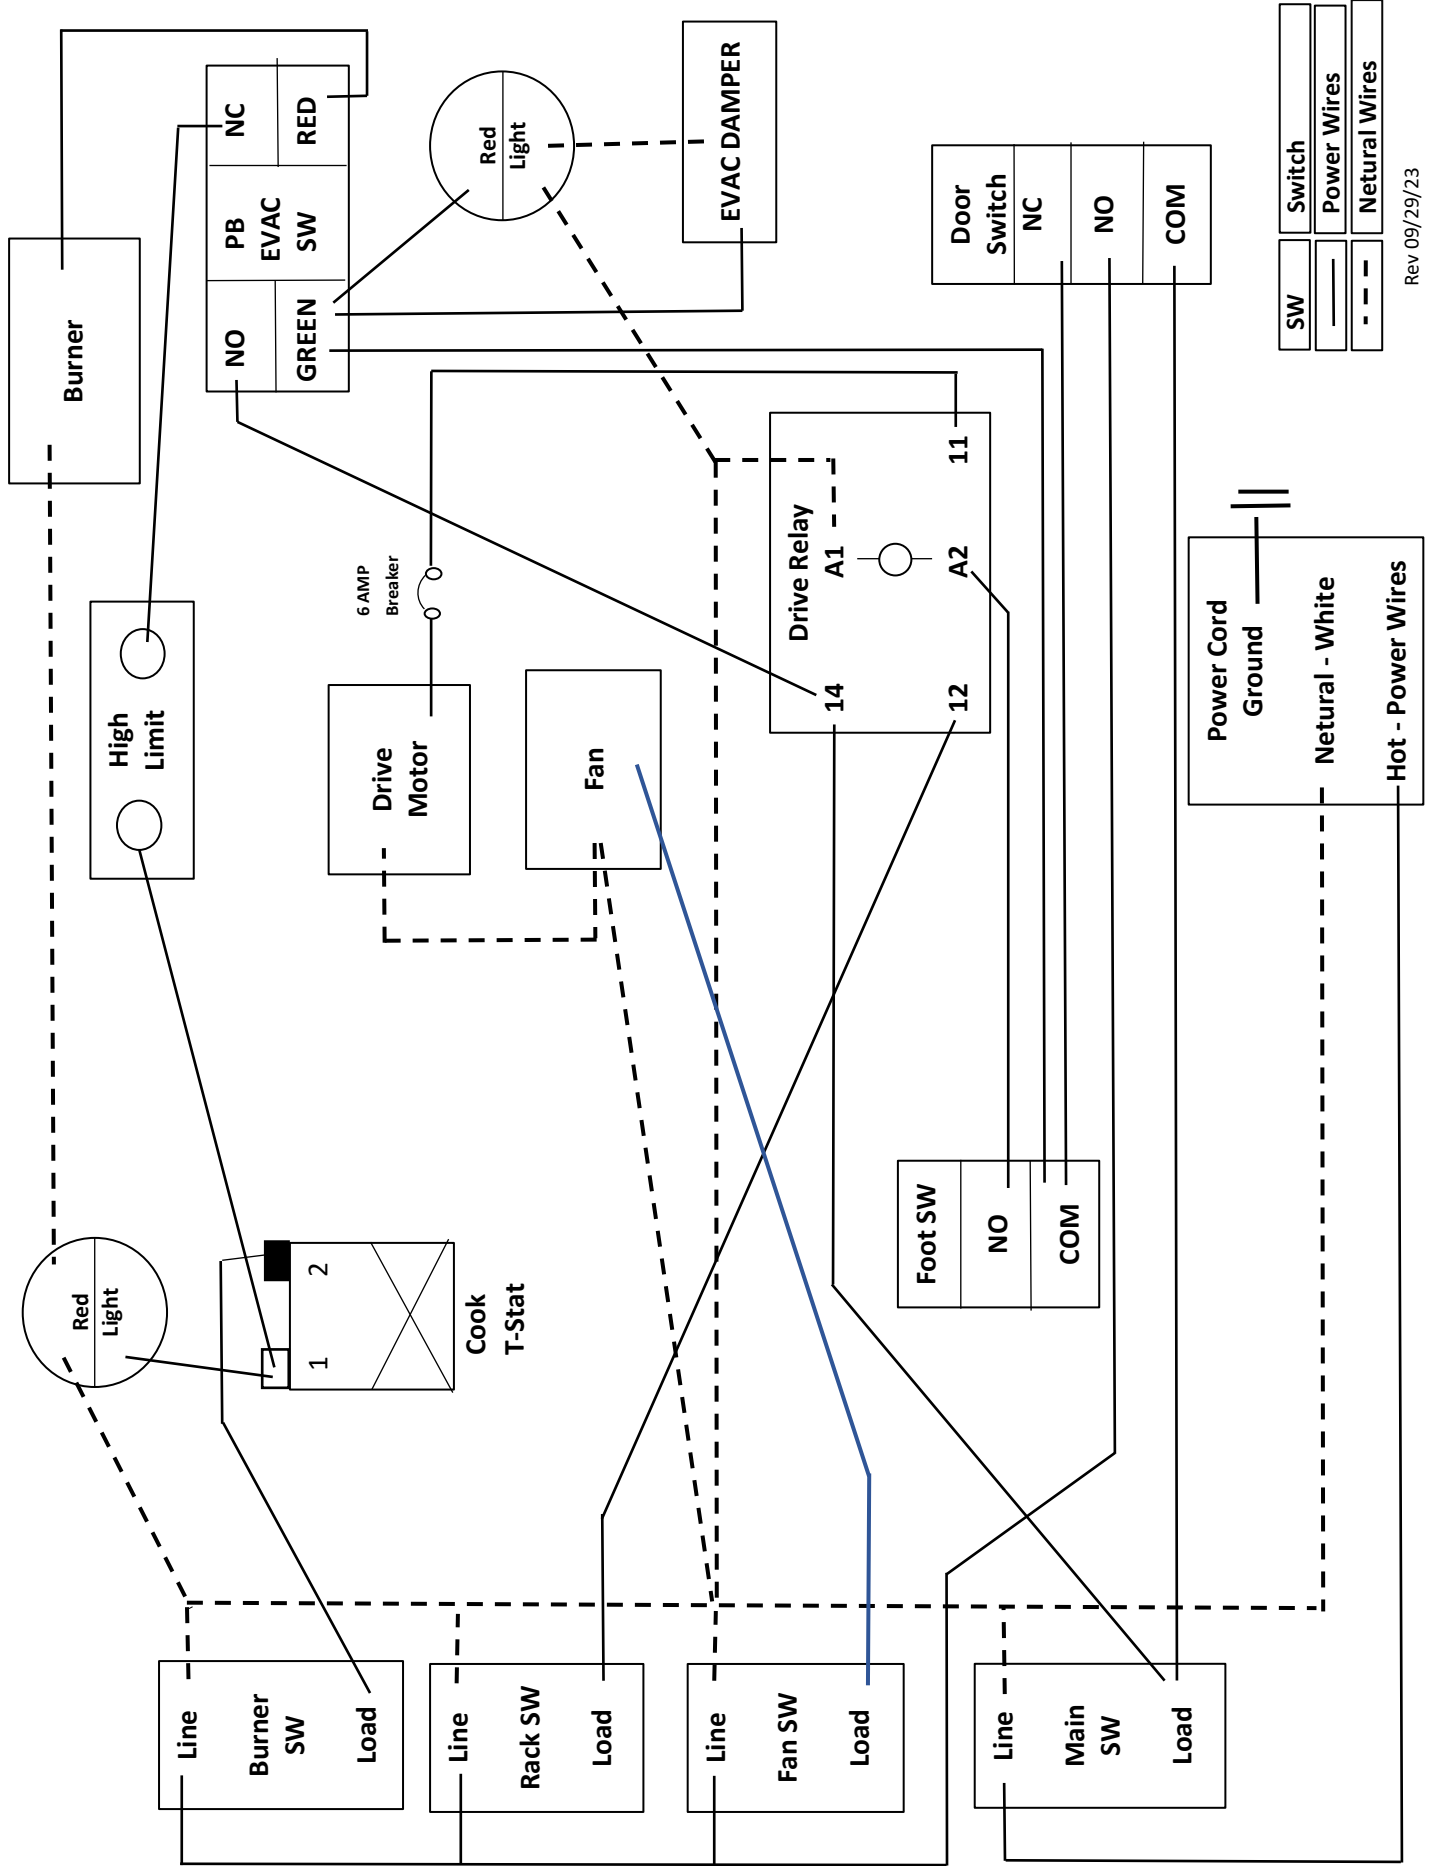 Burner
NC
RED
PB
EVAC
SW
NO
GREEN
Red
Light
EVAC DAMPER
Door
Switch
NC
NO
COM
SW
Switch
Power Wires
Netural Wires
Rev 09/29/23
High
Limit
6 AMP
Breaker
Drive
Motor
Fan
Drive Relay
A1
11
A2
14
12
Power Cord
Ground
Netural - White
Hot - Power Wires
Red
Light
2
1
Cook
T-Stat
Foot SW
NO
COM
Line
Burner
SW
Load
Line
Rack SW
Load
Line
Fan SW
Load
Line
Main
SW
Load